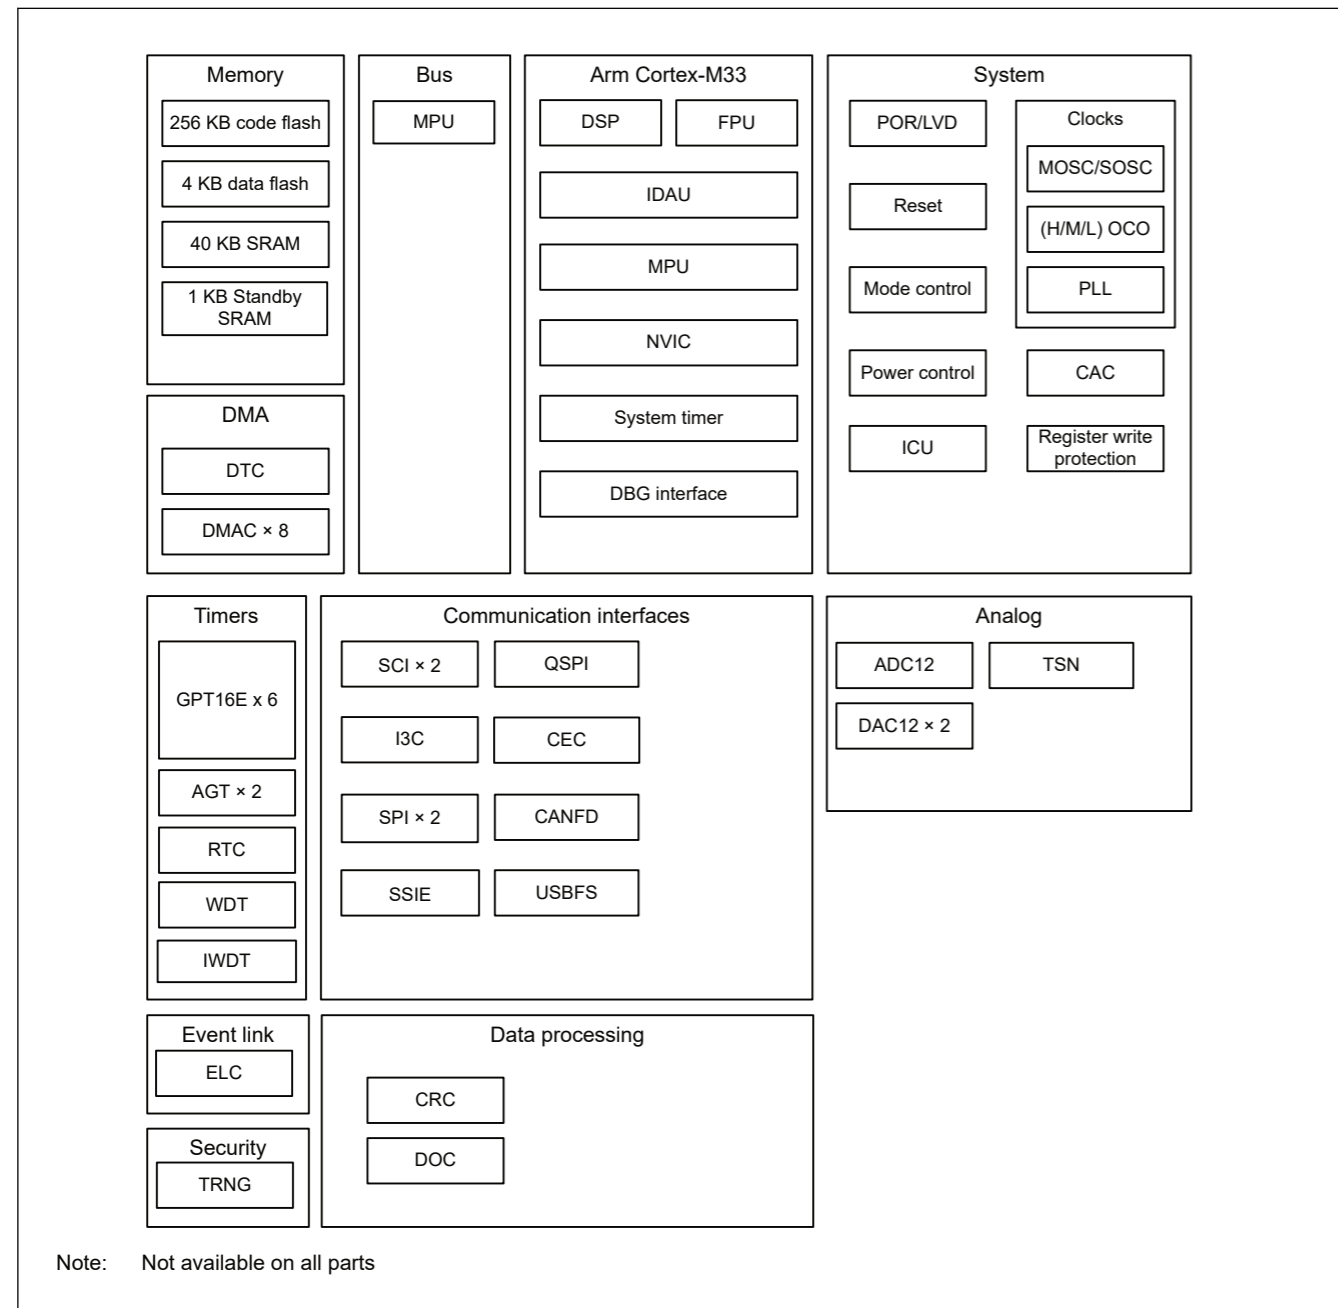 Memory
256 KB code flash
4 KB data flash
40 KB SRAM
1 KB Standby
SRAM
DMA
DTC
DMAC × 8
Bus
MPU
Arm Cortex-M33
DSP
FPU
IDAU
MPU
NVIC
System timer
DBG interface
System
POR/LVD
Reset
Mode control
Power control
ICU
Clocks
MOSC/SOSC
(H/M/L) OCO
PLL
CAC
Register write
protection
Timers
GPT16E x 6
AGT × 2
RTC
WDT
IWDT
Communication interfaces
SCI × 2
QSPI
I3C
CEC
SPI × 2
CANFD
SSIE
USBFS
Analog
ADC12
TSN
DAC12 × 2
Event link
ELC
Security
TRNG
Data processing
CRC
DOC
Note: Not available on all parts